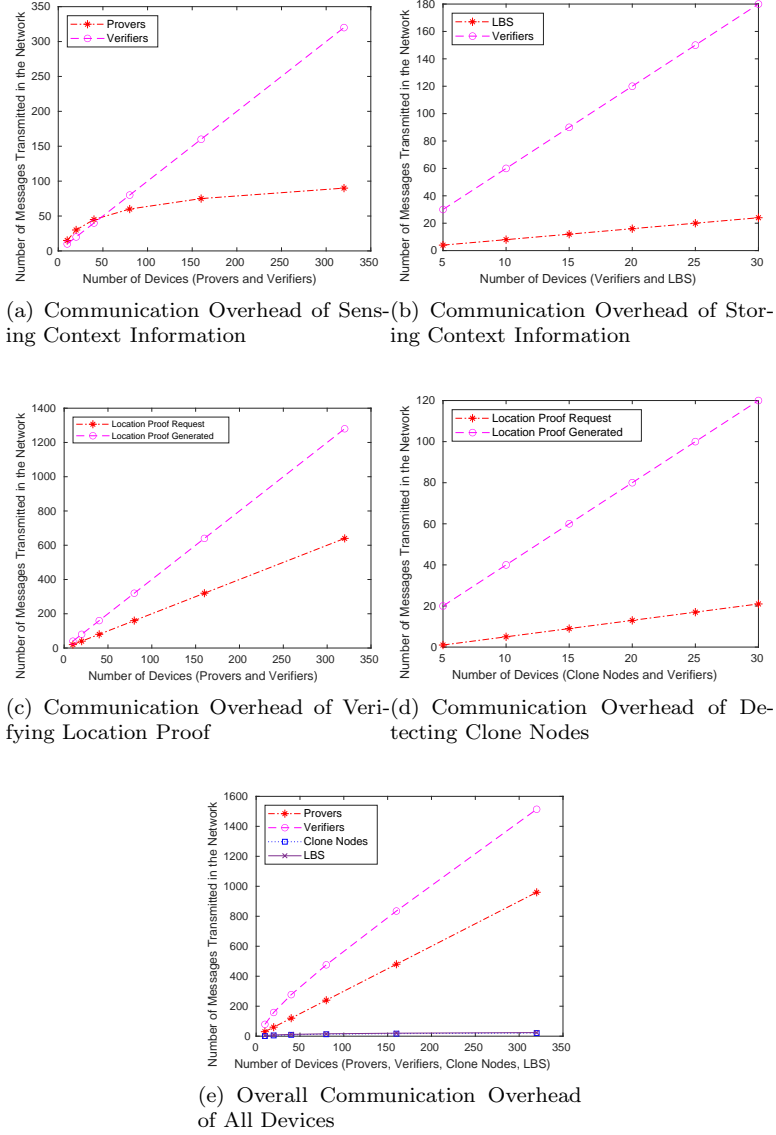 350
300
250
200
150
100
50
0
Number of Messages Transmitted in the Network
Provers
Verifiers
0 50 100 150 200 250 300 350
Number of Devices (Provers and Verifiers)
(a) Communication Overhead of Sens-
ing Context Information
180
160
140
120
100
80
60
40
20
0
Number of Messages Transmitted in the Network
LBS
Verifiers
5 10 15 20 25 30
Number of Devices (Verifiers and LBS)
(b) Communication Overhead of Stor-
ing Context Information
1400
1200
1000
800
600
400
200
0
Number of Messages Transmitted in the Network
Location Proof Request
Location Proof Generated
0 50 100 150 200 250 300 350
Number of Devices (Provers and Verifiers)
(c) Communication Overhead of Veri-
fying Location Proof
120
100
80
60
40
20
0
Number of Messages Transmitted in the Network
Location Proof Request
Location Proof Generated
5 10 15 20 25 30
Number of Devices (Clone Nodes and Verifiers)
(d) Communication Overhead of De-
tecting Clone Nodes
1600
1400
1200
1000
800
600
400
200
0
Number of Messages Transmitted in the Network
Provers
Verifiers
Clone Nodes
LBS
0 50 100 150 200 250 300 350
Number of Devices (Provers, Verifiers, Clone Nodes, LBS)
(e) Overall Communication Overhead
of All Devices